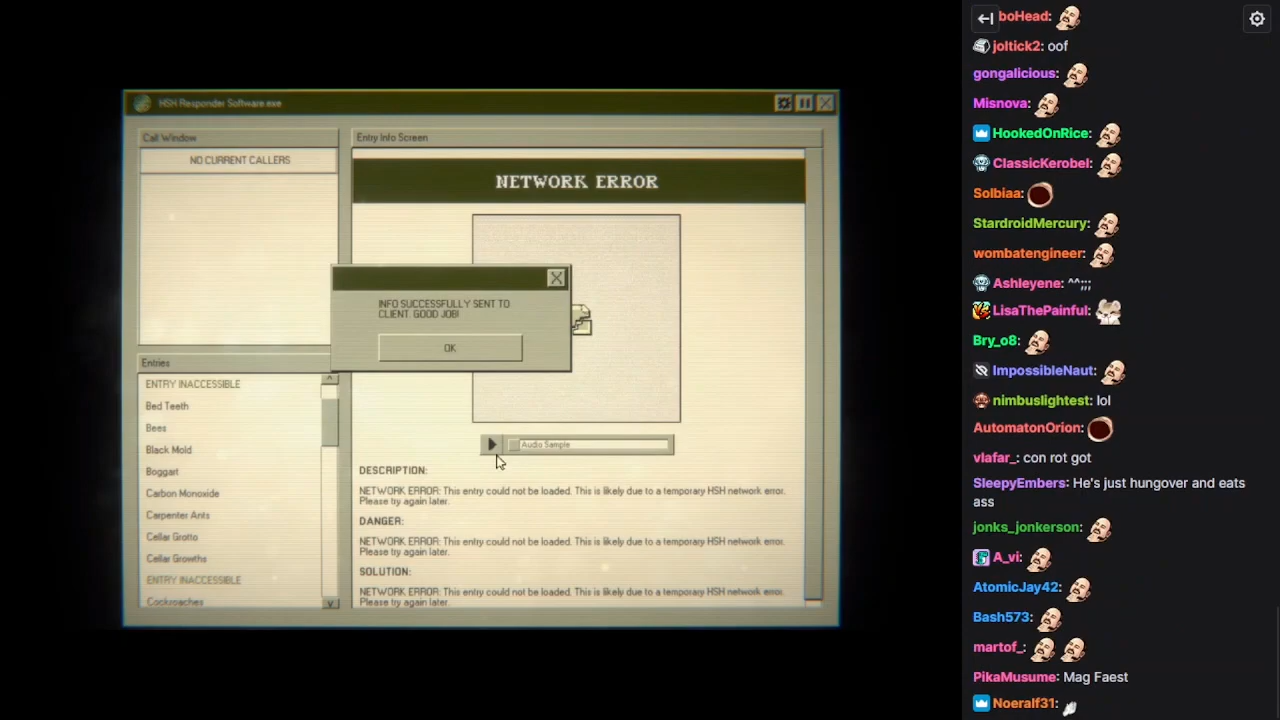 HSH Responder Software.exe
Call Window
NO CURRENT CALLERS
Entry Info Screen
NETWORK ERROR
INFO SUCCESSFULLY SENT TO
CLIENT. GOOD JOB!
OK
Audio Sample
Entries
ENTRY INACCESSIBLE
Bed Teeth
Bees
Black Mold
Boggart
Carbon Monoxide
Carpenter Ants
Cellar Grotto
Cellar Growths
ENTRY INACCESSIBLE
Cockroaches
DESCRIPTION:
NETWORK ERROR: This entry could not be loaded. This is likely due to a temporary HSH network error.
Please try again later.
DANGER:
NETWORK ERROR: This entry could not be loaded. This is likely due to a temporary HSH network error.
Please try again later.
SOLUTION:
NETWORK ERROR: This entry could not be loaded. This is likely due to a temporary HSH network error.
Please try again later.
boHead:
joltick2: oof
gongalicious:
Misnova:
HookedOnRice:
ClassicKerobel:
Solbiaa:
StardroidMercury:
wombatengineer:
Ashleyene: ^^;;;
LisaThePainful:
Bry_o8:
ImpossibleNaut:
nimbuslightest: lol
AutomatonOrion:
vlafar_: con rot got
SleepyEmbers: He's just hungover and eats
ass
jonks_jonkerson:
A_vi:
AtomicJay42:
Bash573:
martof_:
PikaMusume: Mag Faest
Noeralf31: